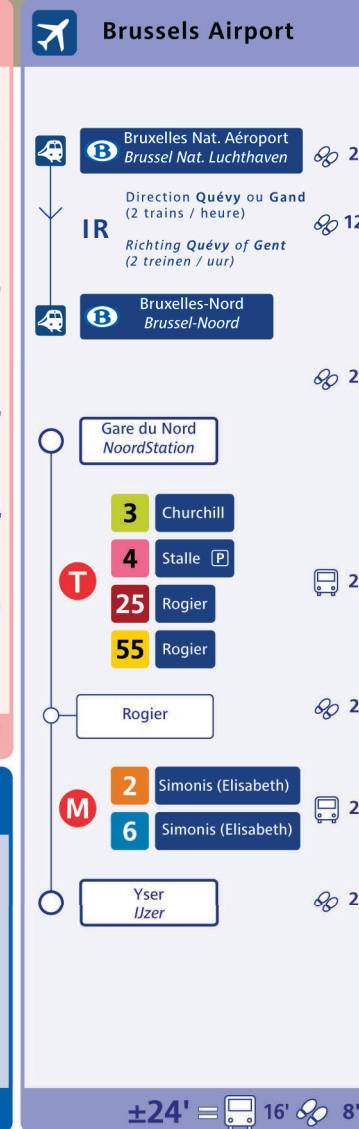 Brussels Airport
B
Bruxelles Nat. Aéroport
Brussel Nat. Luchthaven
2
Direction Quévy ou Gand
(2 trains / heure)
12
IR
Richting Quévy of Gent
(2 treinen / uur)
B
Bruxelles-Nord
Brussel-Noord
2
Gare du Nord
NoordStation
3 Churchill
4 Stalle P
T
2
25 Rogier
55 Rogier
Rogier
2
2 Simonis (Elisabeth)
M
2
6 Simonis (Elisabeth)
Yser
IJzer
2
±24' = 16' 8'